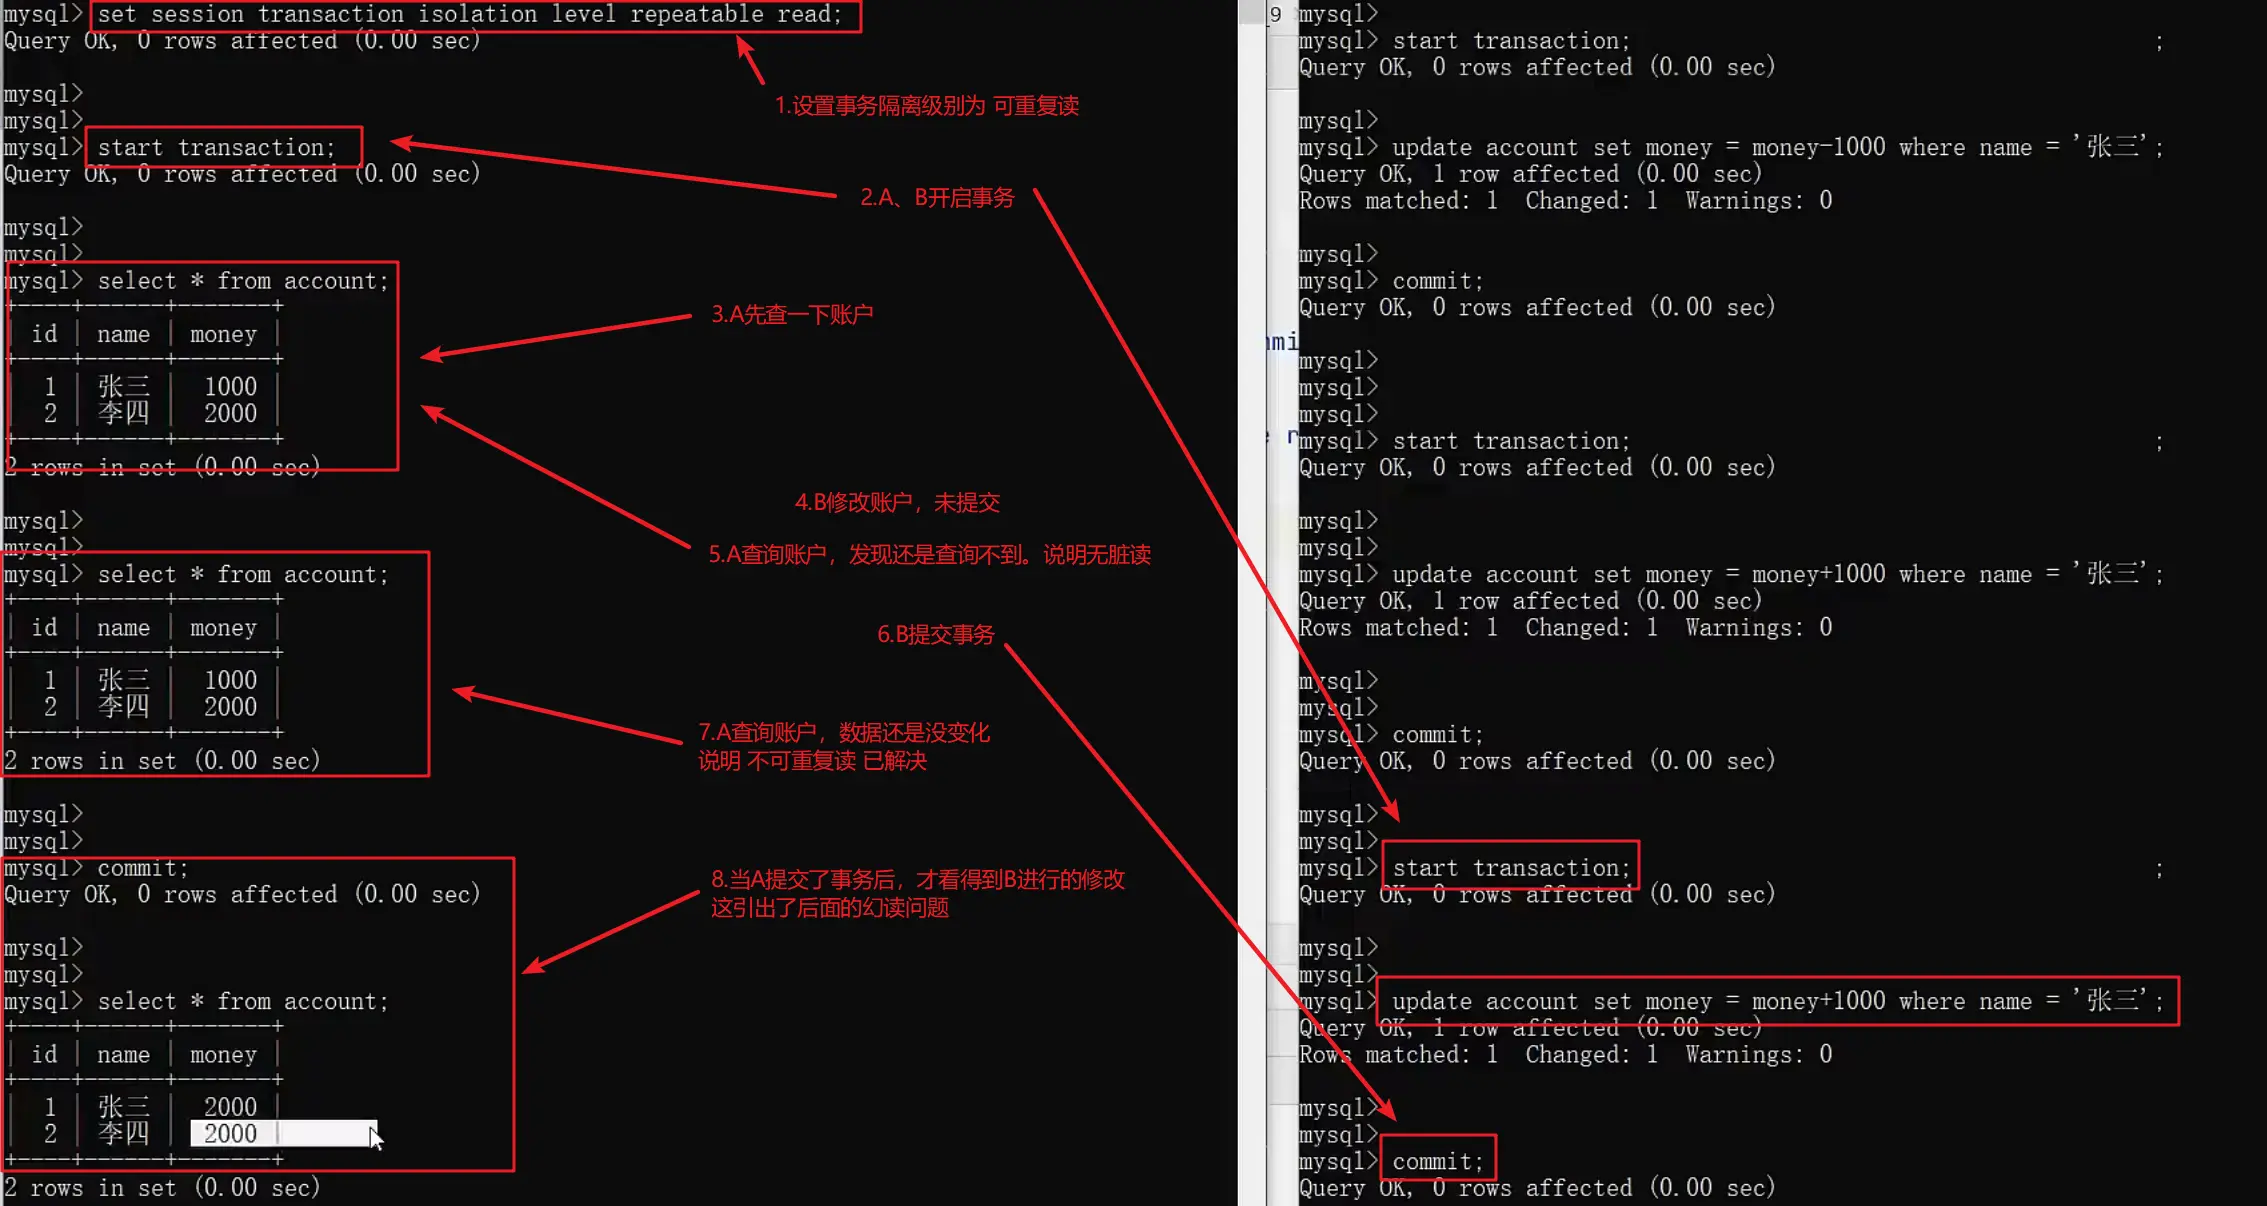 mysql> set session transaction isolation level repeatable read;
Query OK, 0 rows affected (0.00 sec)
1.设置事务隔离级别为 可重复读
mysql>
mysql>
mysql> start transaction;
Query OK, 0 rows affected (0.00 sec)
2.A、B开启事务
mysql>
mysql>
mysql> select * from account;
+----+------+-------+
| id | name | money |
+----+------+-------+
| 1 | 张三 | 1000 |
| 2 | 李四 | 2000 |
+----+------+-------+
2 rows in set (0.00 sec)
3.A先查一下账户
4.B修改账户，未提交
5.A查询账户，发现还是查询不到。说明无脏读
mysql>
mysql>
mysql> select * from account;
+----+------+-------+
| id | name | money |
+----+------+-------+
| 1 | 张三 | 1000 |
| 2 | 李四 | 2000 |
+----+------+-------+
2 rows in set (0.00 sec)
6.B提交事务
7.A查询账户，数据还是没变化
说明 不可重复读 已解决
mysql>
mysql>
mysql> commit;
Query OK, 0 rows affected (0.00 sec)
8.当A提交了事务后，才看得到B进行的修改
这引出了后面的幻读问题
mysql>
mysql>
mysql> select * from account;
+----+------+-------+
| id | name | money |
+----+------+-------+
| 1 | 张三 | 2000 |
| 2 | 李四 | 2000 |
+----+------+-------+
2 rows in set (0.00 sec)
9
mi
r
mysql>
mysql> start transaction; ;
Query OK, 0 rows affected (0.00 sec)
mysql>
mysql> update account set money = money-1000 where name = '张三';
Query OK, 1 row affected (0.00 sec)
Rows matched: 1  Changed: 1  Warnings: 0
mysql>
mysql> commit;
Query OK, 0 rows affected (0.00 sec)
mysql>
mysql>
mysql>
mysql> start transaction; ;
Query OK, 0 rows affected (0.00 sec)
mysql>
mysql>
mysql> update account set money = money+1000 where name = '张三';
Query OK, 1 row affected (0.00 sec)
Rows matched: 1  Changed: 1  Warnings: 0
mysql>
mysql>
mysql> commit;
Query OK, 0 rows affected (0.00 sec)
mysql>
mysql>
mysql> start transaction; ;
Query OK, 0 rows affected (0.00 sec)
mysql>
mysql>
mysql> update account set money = money+1000 where name = '张三';
Query OK, 1 row affected (0.00 sec)
Rows matched: 1  Changed: 1  Warnings: 0
mysql>
mysql>
mysql> commit;
Query OK, 0 rows affected (0.00 sec)